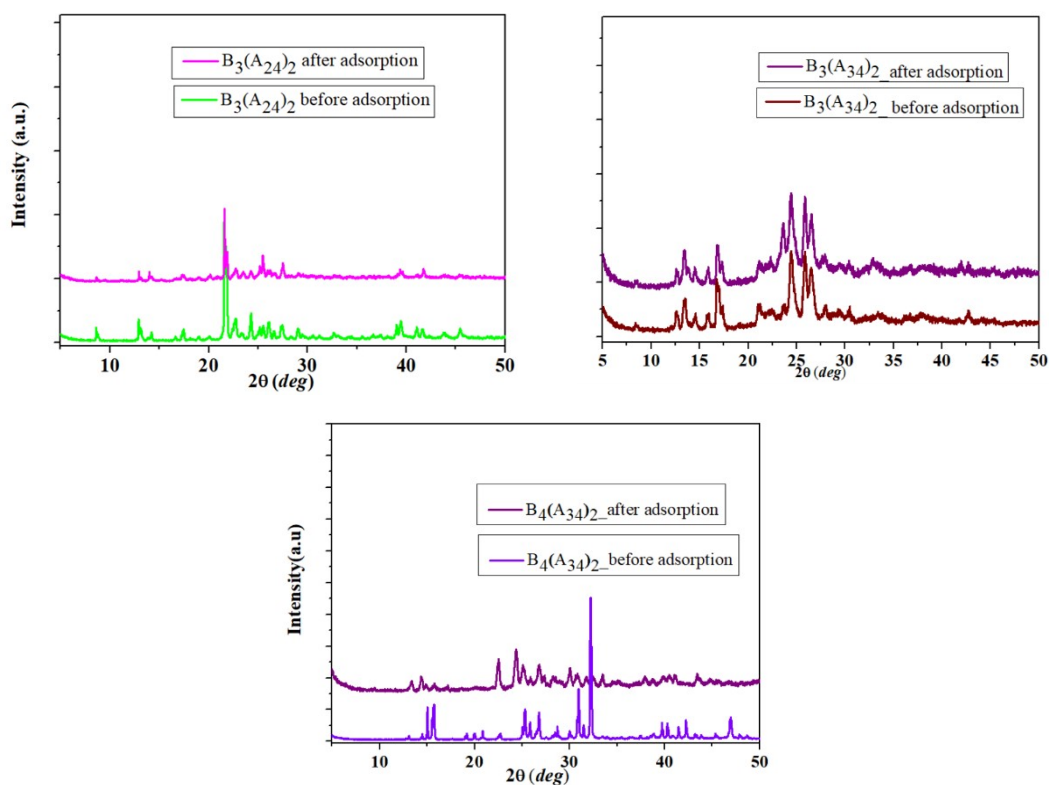 B3(A24)2 after adsorption
B3(A24)2 before adsorption
Intensity (a.u.)
10 20 30 40 50
2θ (deg)
B3(A34)2_after adsorption
B3(A34)2_ before adsorption
5 10 15 20 25 30 35 40 45 50
2θ (deg)
B4(A34)2_after adsorption
B4(A34)2_before adsorption
Intensity(a.u)
10 20 30 40 50
2θ (deg)